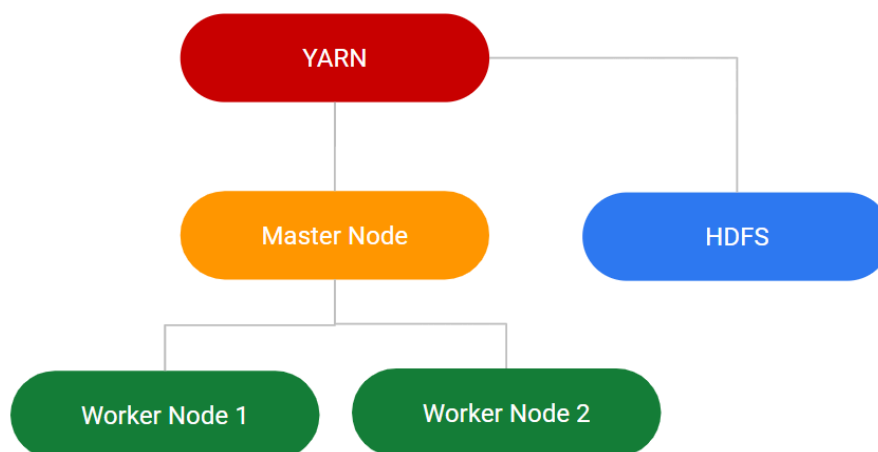 YARN
Master Node
HDFS
Worker Node 1
Worker Node 2